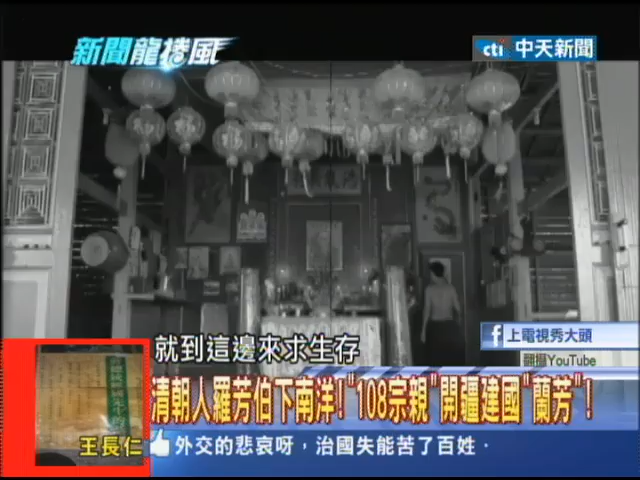 新聞龍捲風
cti 中天新聞
就到這邊來求生存
f 上電視秀大頭
翻攝YouTube
清朝人羅芳伯下南洋!"108宗親"開疆建國"蘭芳"!
王長仁 外交的悲哀呀，治國失能苦了百姓．